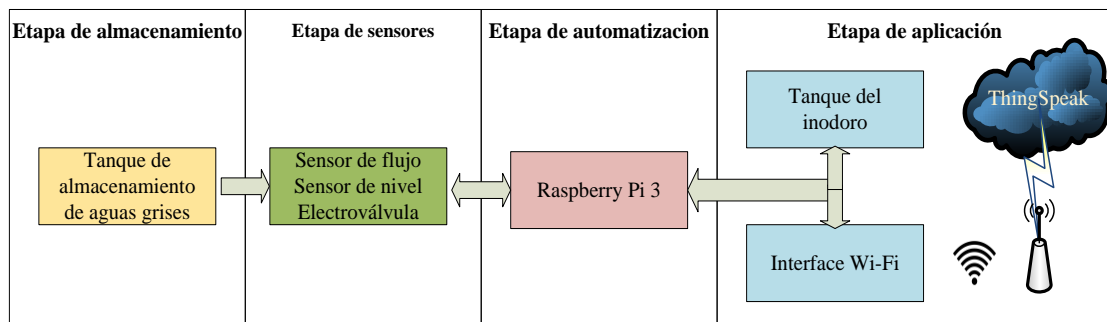 Etapa de almacenamiento
Etapa de sensores
Etapa de automatizacion
Etapa de aplicación
Tanque de
almacenamiento
de aguas grises
Sensor de flujo
Sensor de nivel
Electroválvula
Raspberry Pi 3
Tanque del
inodoro
Interface Wi-Fi
ThingSpeak